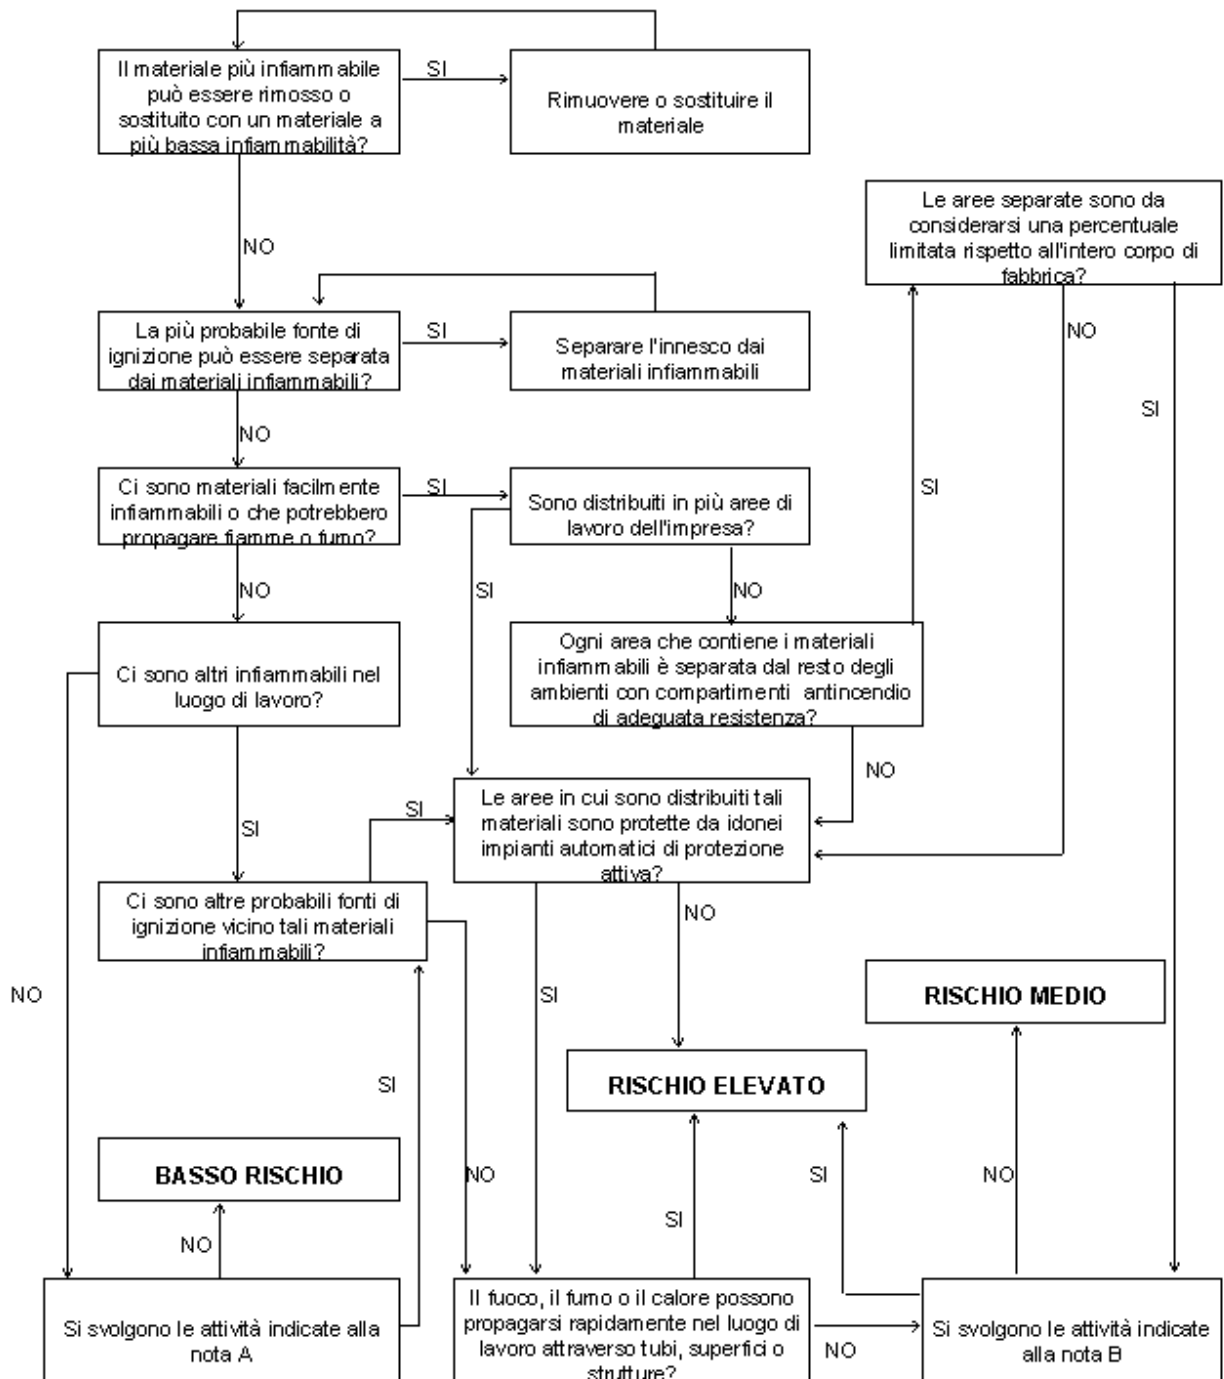 Il materiale più infiammabile
può essere rimosso o
sostituito con un materiale a
più bassa infiammabilità?
SI
Rimuovere o sostituire il
materiale
NO
La più probabile fonte di
ignizione può essere separata
dai materiali infiammabili?
SI
Separare l'innesco dai
materiali infiammabili
NO
Le aree separate sono da
considerarsi una percentuale
limitata rispetto all'intero corpo di
fabbrica?
NO
SI
Ci sono materiali facilmente
infiammabili o che potrebbero
propagare fiamme o fumo?
SI
Sono distribuiti in più aree di
lavoro dell'impresa?
SI
NO
SI
NO
Ci sono altri infiammabili nel
luogo di lavoro?
Ogni area che contiene i materiali
infiammabili è separata dal resto degli
ambienti con compartimenti antincendio
di adeguata resistenza?
NO
SI
SI
Le aree in cui sono distribuiti tali
materiali sono protette da idonei
impianti automatici di protezione
attiva?
Ci sono altre probabili fonti di
ignizione vicino tali materiali
infiammabili?
NO
NO
SI
RISCHIO MEDIO
RISCHIO ELEVATO
SI
BASSO RISCHIO
NO
SI
SI
NO
NO
Si svolgono le attività indicate alla
nota A
Il fuoco, il fumo o il calore possono
propagarsi rapidamente nel luogo di
lavoro attraverso tubi, superfici o
strutture?
NO
Si svolgono le attività indicate
alla nota B